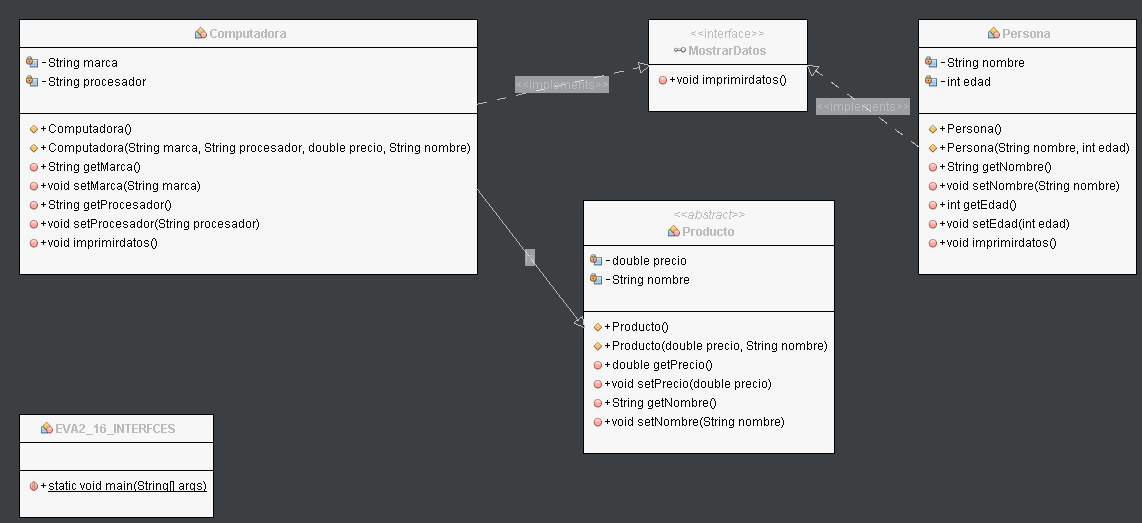 Computadora
-String marca
-String procesador
+Computadora()
+Computadora(String marca, String procesador, double precio, String nombre)
+String getMarca()
+void setMarca(String marca)
+String getProcesador()
+void setProcesador(String procesador)
+void imprimirdatos()
<<implements>>
<<interface>>
MostrarDatos
+void imprimirdatos()
<<implements>>
Persona
-String nombre
-int edad
+Persona()
+Persona(String nombre, int edad)
+String getNombre()
+void setNombre(String nombre)
+int getEdad()
+void setEdad(int edad)
+void imprimirdatos()
<<abstract>>
Producto
-double precio
-String nombre
+Producto()
+Producto(double precio, String nombre)
+double getPrecio()
+void setPrecio(double precio)
+String getNombre()
+void setNombre(String nombre)
EVA2_16_INTERFCES
+static void main(String[] args)